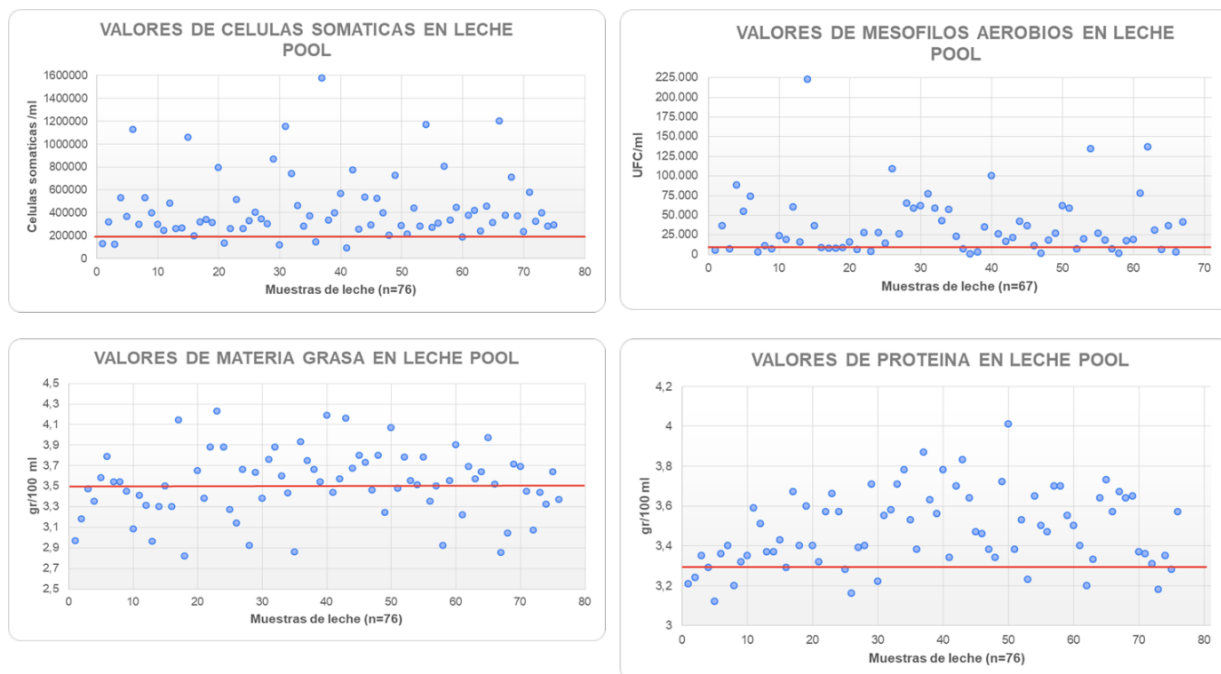 VALORES DE CELULAS SOMATICAS EN LECHE
POOL
Celulas somaticas /ml
1600000
1400000
1200000
1000000
800000
600000
400000
200000
0
0 10 20 30 40 50 60 70 80
Muestras de leche (n=76)
VALORES DE MESOFILOS AEROBIOS EN LECHE
POOL
UFC/ml
225.000
200.000
175.000
150.000
125.000
100.000
75.000
50.000
25.000
0
0 10 20 30 40 50 60 70
Muestras de leche (n=67)
VALORES DE MATERIA GRASA EN LECHE POOL
gr/100 ml
4,5
4,3
4,1
3,9
3,7
3,5
3,3
3,1
2,9
2,7
2,5
0 10 20 30 40 50 60 70 80
Muestras de leche (n=76)
VALORES DE PROTEINA EN LECHE POOL
gr/100 ml
4,2
4
3,8
3,6
3,4
3,2
3
0 10 20 30 40 50 60 70 80
Muestras de leche (n=76)